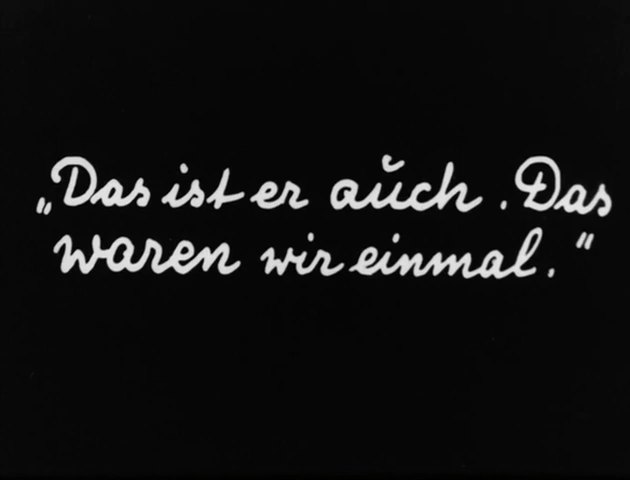 „Das ist er auch. Das
waren wir einmal.“